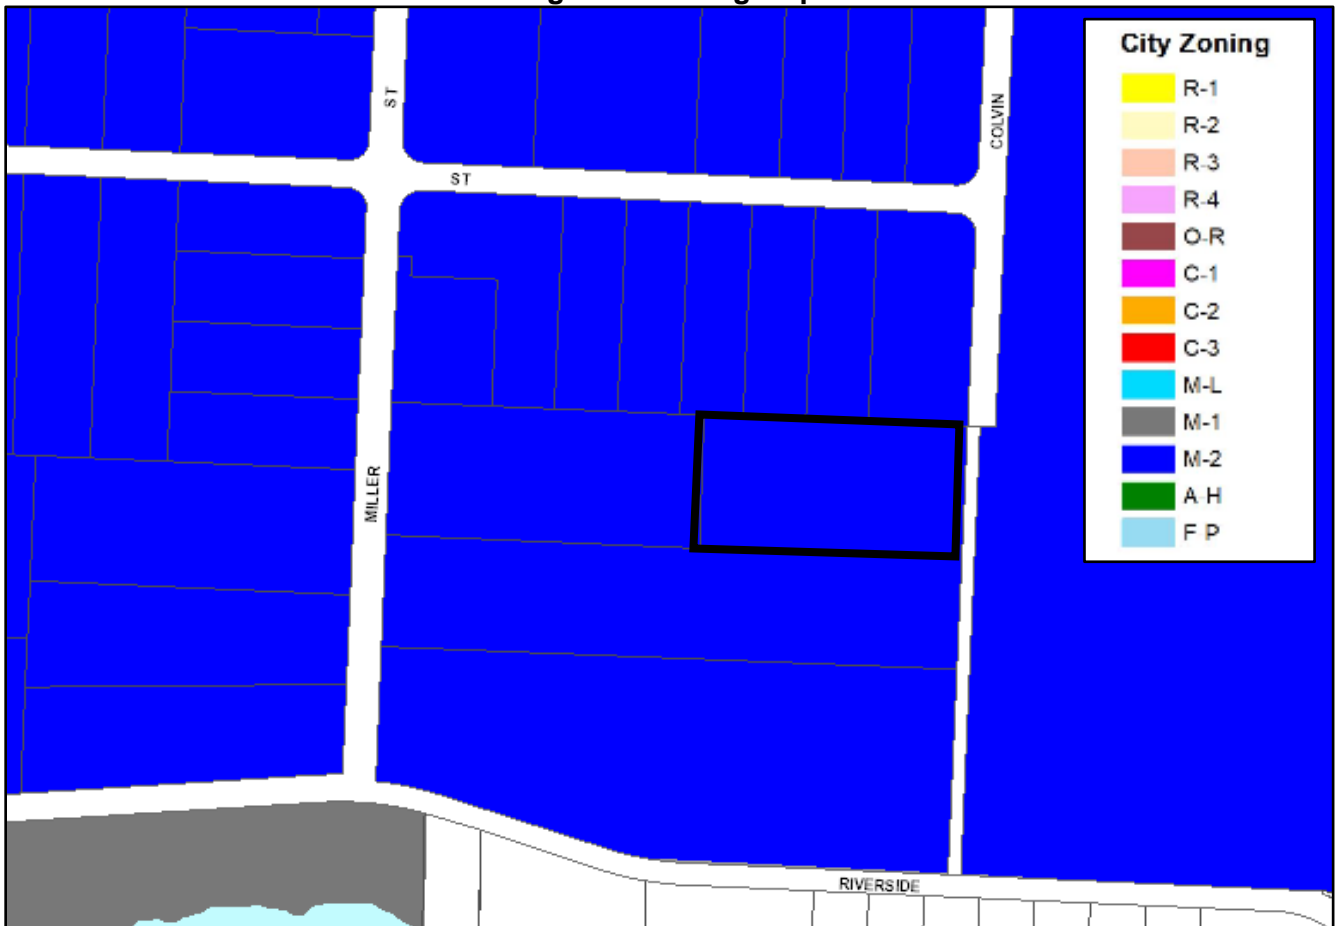 City Zoning
R-1
R-2
R-3
R-4
O-R
C-1
C-2
C-3
M-L
M-1
M-2
A-H
F-P
ST
COLVIN
ST
MILLER
RIVERSIDE